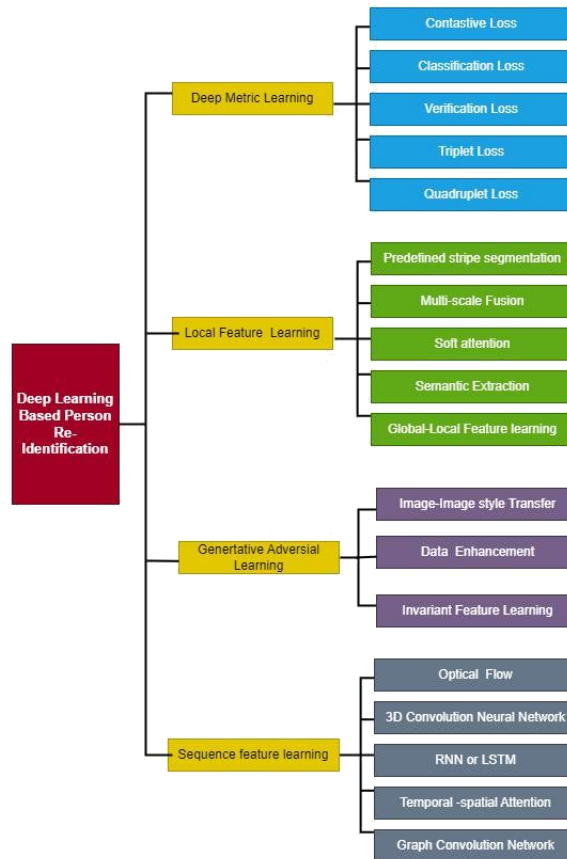 Deep Learning
Based Person
Re-
Identification
Deep Metric Learning
Contastive Loss
Classification Loss
Verification Loss
Triplet Loss
Quadruplet Loss
Local Feature  Learning
Predefined stripe segmentation
Multi-scale Fusion
Soft attention
Semantic Extraction
Global-Local Feature learning
Genertative Adversial
Learning
Image-Image style Transfer
Data  Enhancement
Invariant Feature Learning
Sequence feature learning
Optical  Flow
3D Convolution Neural Network
RNN or LSTM
Temporal -spatial Attention
Graph Convolution Network